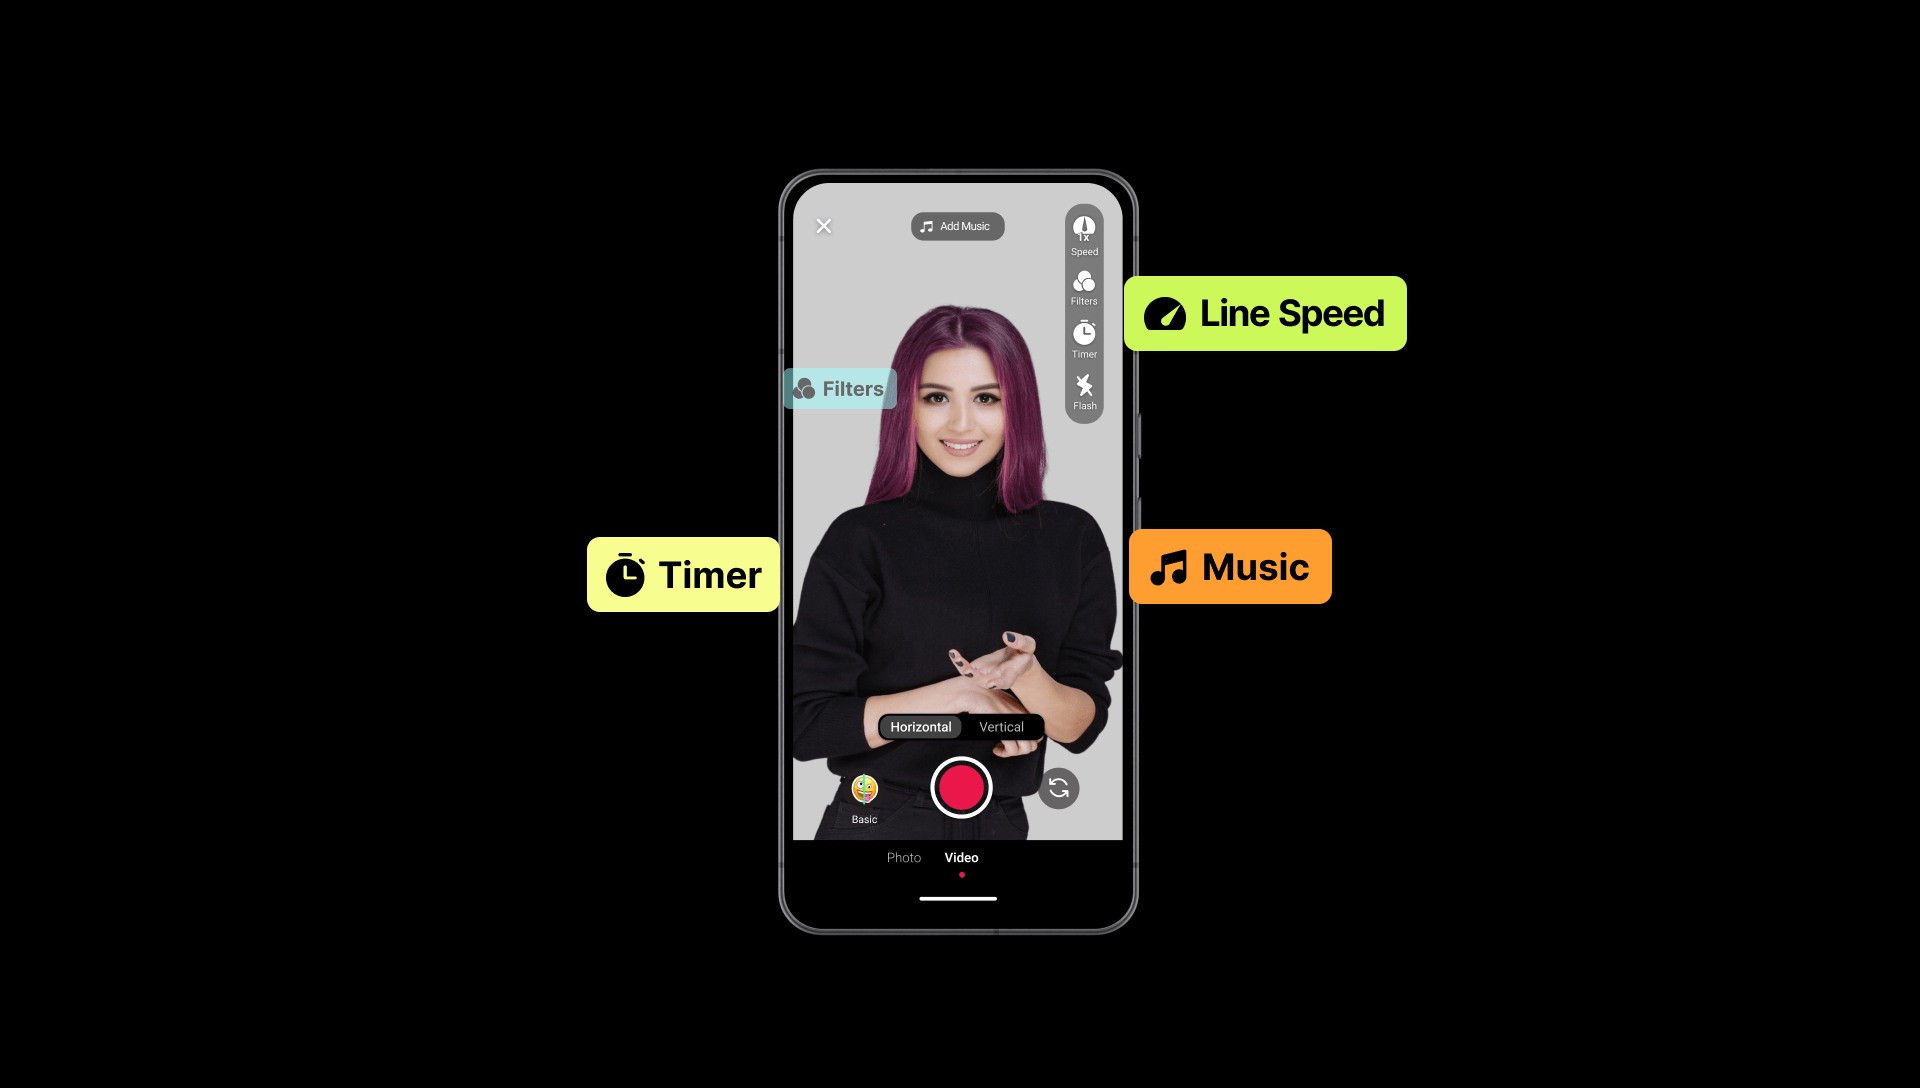 Add Music
1x
Speed
Filters
Timer
Flash
Line Speed
Filters
Timer
Music
Horizontal
Vertical
Basic
Photo
Video